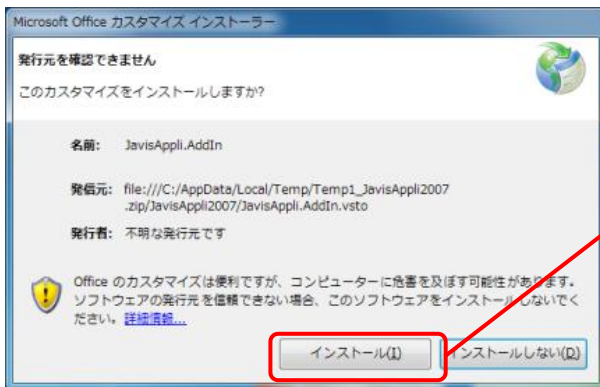 Microsoft Office カスタマイズ インストーラー
発行元を確認できません
このカスタマイズをインストールしますか?
名前: JavisAppli.AddIn
発信元: file:///C:/AppData/Local/Temp/Temp1_JavisAppli2007
.zip/JavisAppli2007/JavisAppli.AddIn.vsto
発行者: 不明な発行元です
Office のカスタマイズは便利ですが、コンピューターに危害を及ぼす可能性があります。
ソフトウェアの発行元を信頼できない場合、このソフトウェアをインストールしないでく
ださい。 詳細情報...
インストール(I) インストールしない(D)